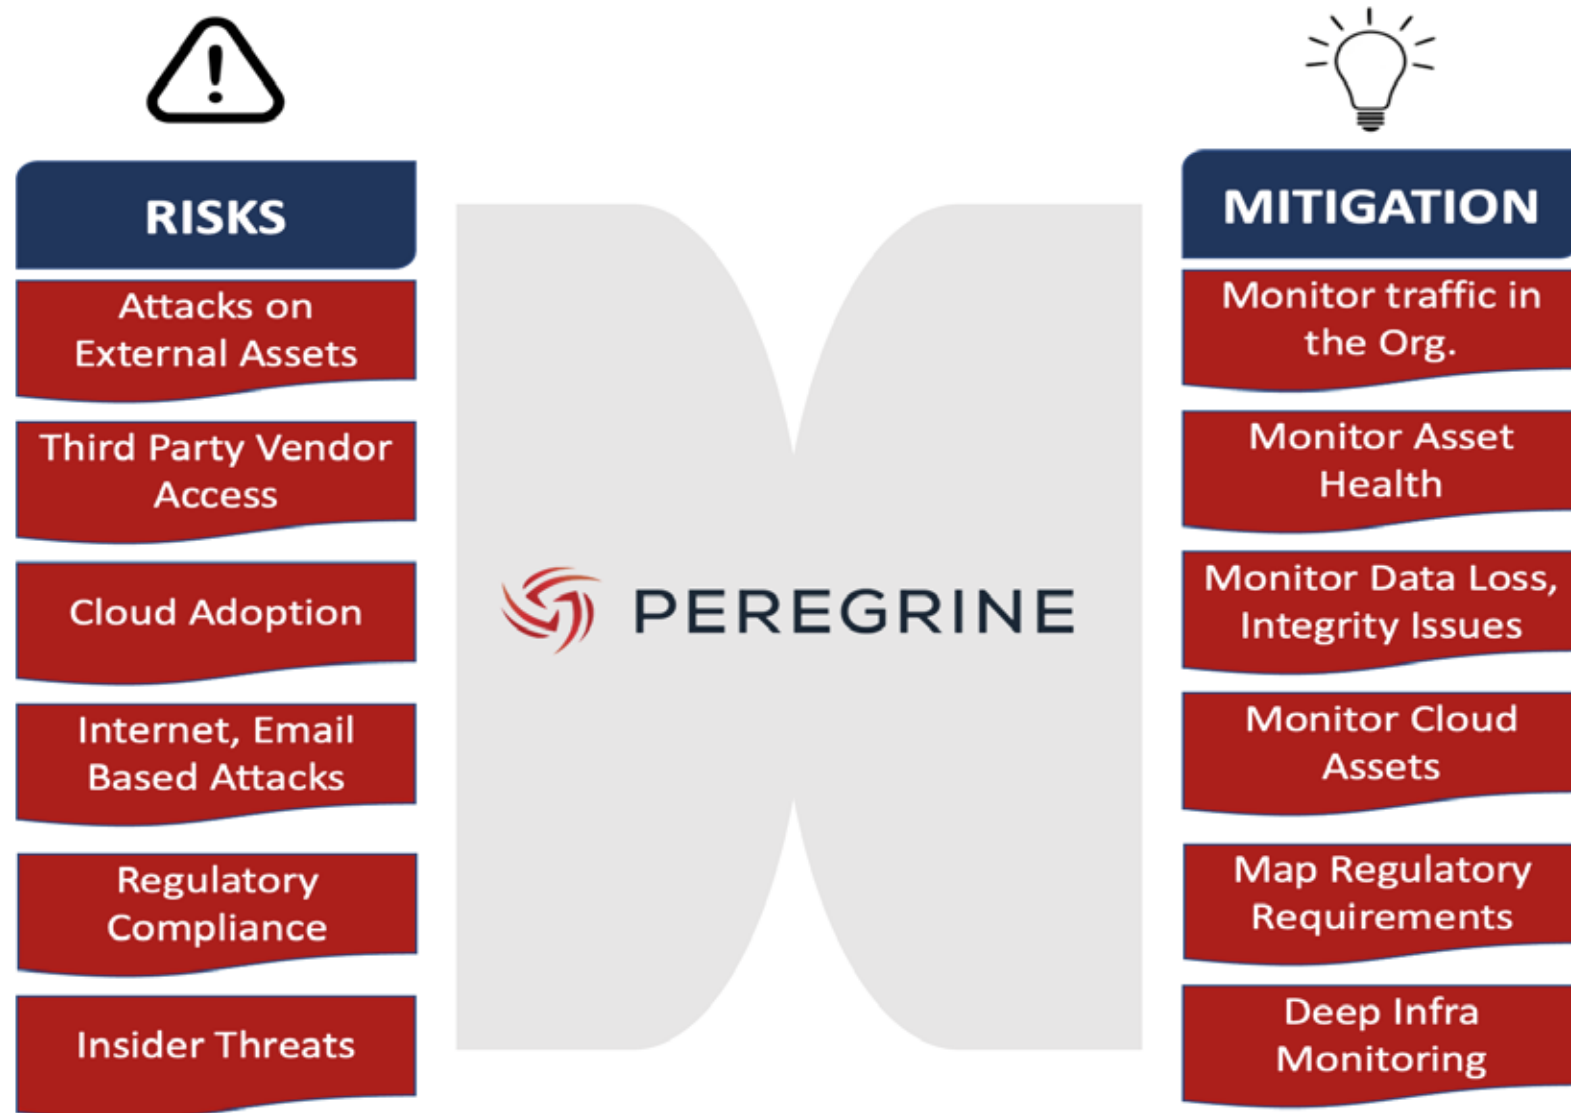 RISKS
Attacks on
External Assets
Third Party Vendor
Access
Cloud Adoption
Internet, Email
Based Attacks
Regulatory
Compliance
Insider Threats
PEREGRINE
MITIGATION
Monitor traffic in
the Org.
Monitor Asset
Health
Monitor Data Loss,
Integrity Issues
Monitor Cloud
Assets
Map Regulatory
Requirements
Deep Infra
Monitoring